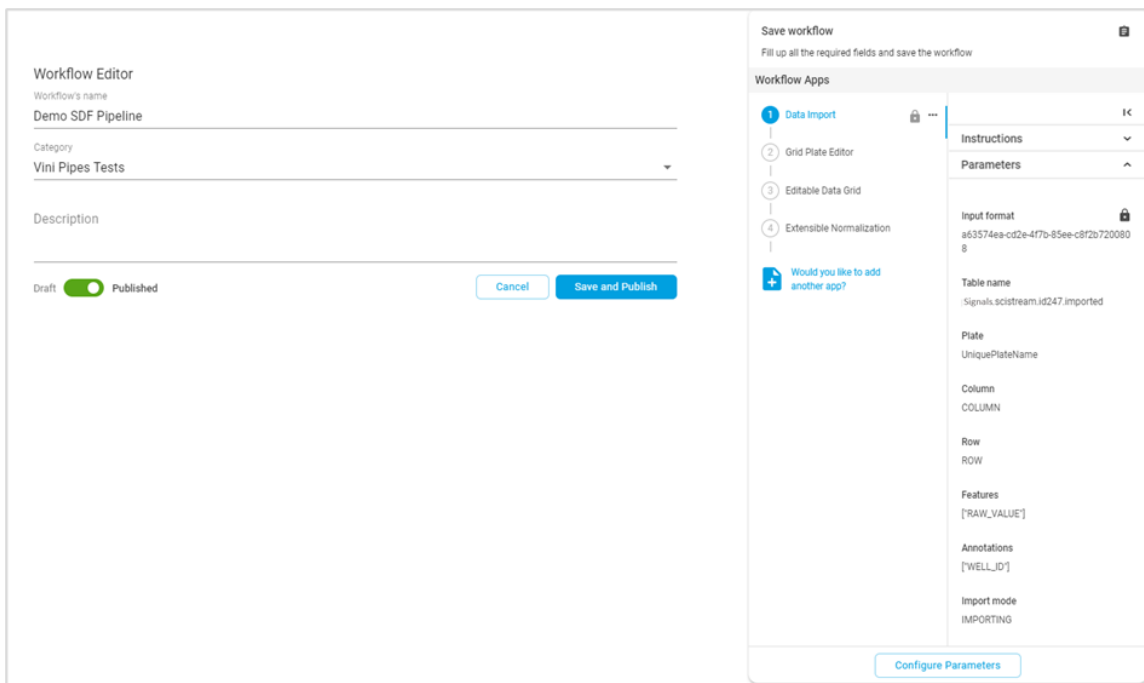 Workflow Editor
Workflow's name
Demo SDF Pipeline
Category
Vini Pipes Tests
Description
Draft
Published
Cancel
Save and Publish
Save workflow
Fill up all the required fields and save the workflow
Workflow Apps
1 Data Import
2 Grid Plate Editor
3 Editable Data Grid
4 Extensible Normalization
Would you like to add
another app?
Instructions
Parameters
Input format
a63574ea-cd2e-4f7b-85ee-c8f2b720080
8
Table name
Signals.scistream.id247.imported
Plate
UniquePlateName
Column
COLUMN
Row
ROW
Features
["RAW_VALUE"]
Annotations
["WELL_ID"]
Import mode
IMPORTING
Configure Parameters